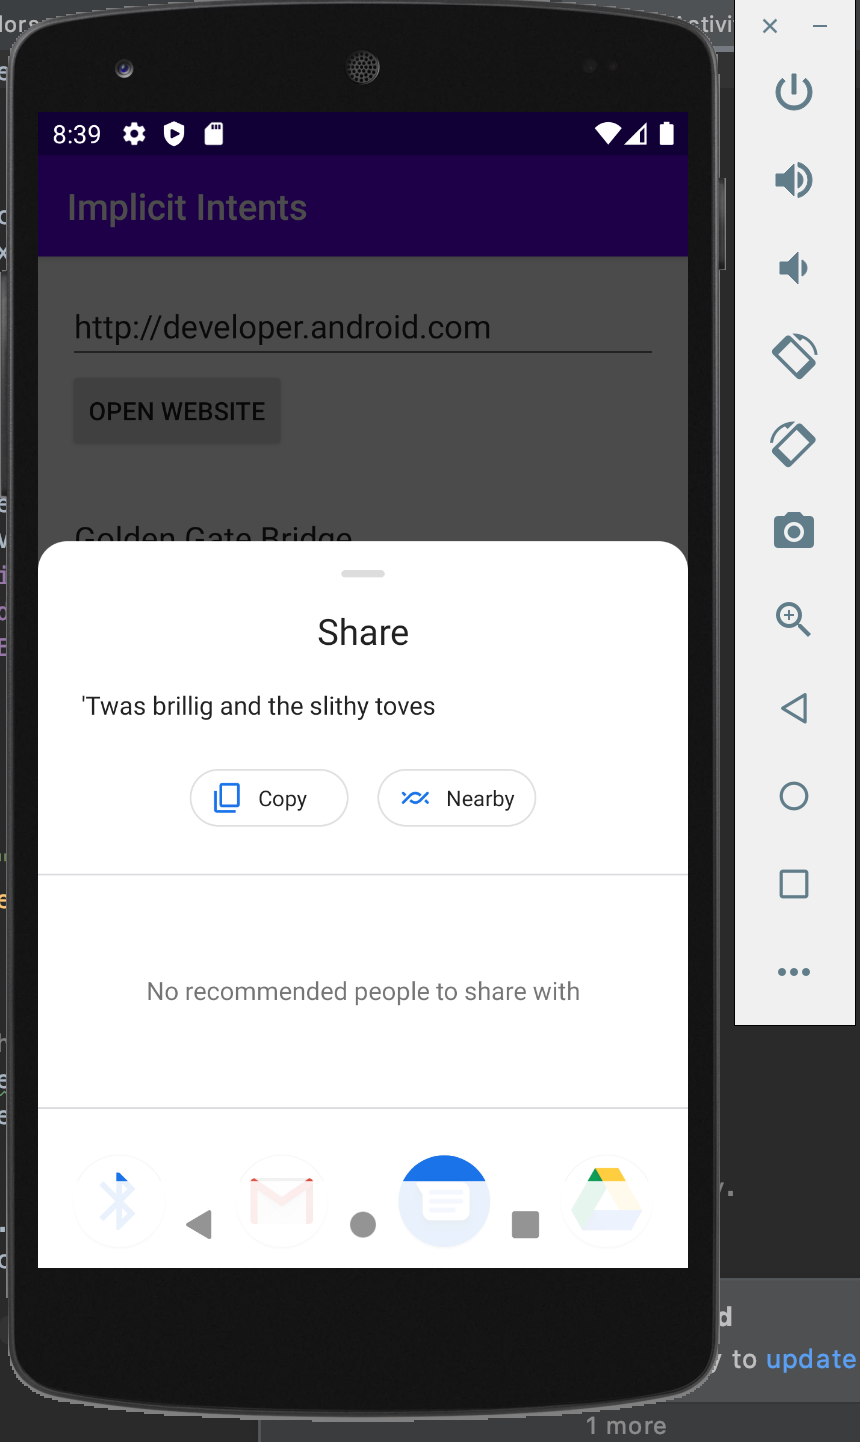 8:39
Implicit Intents
http://developer.android.com
OPEN WEBSITE
Golden Gate Bridge
Share
'Twas brillig and the slithy toves
Copy
Nearby
No recommended people to share with
to update
1 more